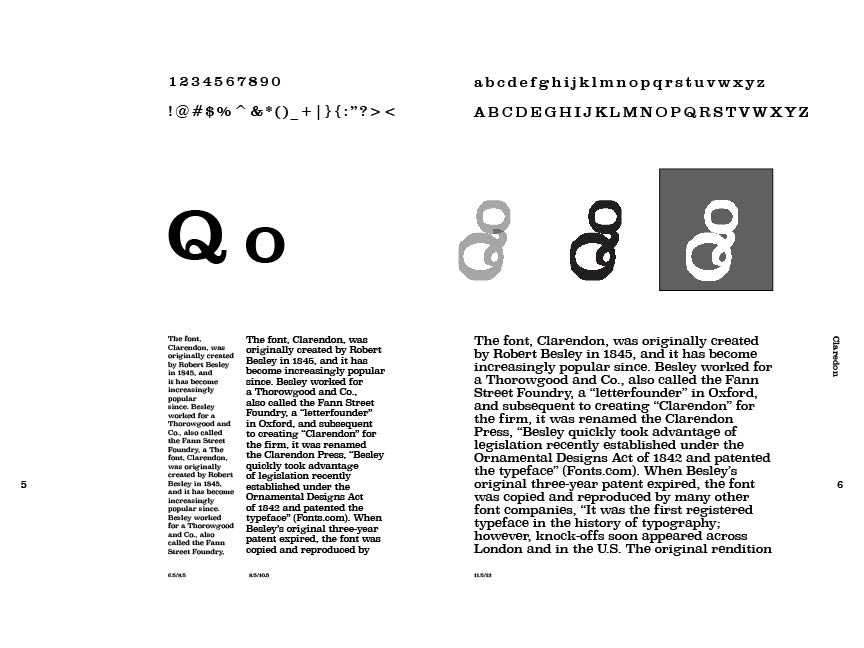 1234567890
!@#$%^&*()_+|}{:”?><
abcdefghijklmnopqrstuvwxyz
ABCDEGHIJKLMNOPQRSTVWXYZ
Q o
The font,
Clarendon, was
originally created
by Robert Besley
in 1845, and
it has become
increasingly
popular
since. Besley
worked for a
Thorowgood and
Co., also called
the Fann Street
Foundry, a The
font, Clarendon,
was originally
created by Robert
Besley in 1845,
and it has become
increasingly
popular since.
Besley worked
for a Thorowgood
and Co., also
called the Fann
Street Foundry,
6.5/8.5
The font, Clarendon, was
originally created by Robert
Besley in 1845, and it has
become increasingly popular
since. Besley worked for
a Thorowgood and Co.,
also called the Fann Street
Foundry, a “letterfounder”
in Oxford, and subsequent
to creating “Clarendon” for
the firm, it was renamed
the Clarendon Press, “Besley
quickly took advantage
of legislation recently
established under the
Ornamental Designs Act
of 1842 and patented the
typeface” (Fonts.com). When
Besley’s original three-year
patent expired, the font was
copied and reproduced by
8.5/10.5
The font, Clarendon, was originally created
by Robert Besley in 1845, and it has become
increasingly popular since. Besley worked for
a Thorowgood and Co., also called the Fann
Street Foundry, a “letterfounder” in Oxford,
and subsequent to creating “Clarendon” for
the firm, it was renamed the Clarendon
Press, “Besley quickly took advantage of
legislation recently established under the
Ornamental Designs Act of 1842 and patented
the typeface” (Fonts.com). When Besley’s
original three-year patent expired, the font
was copied and reproduced by many other
font companies, “It was the first registered
typeface in the history of typography;
however, knock-offs soon appeared across
London and in the U.S. The original rendition
11.5/13
Claredon
5
6